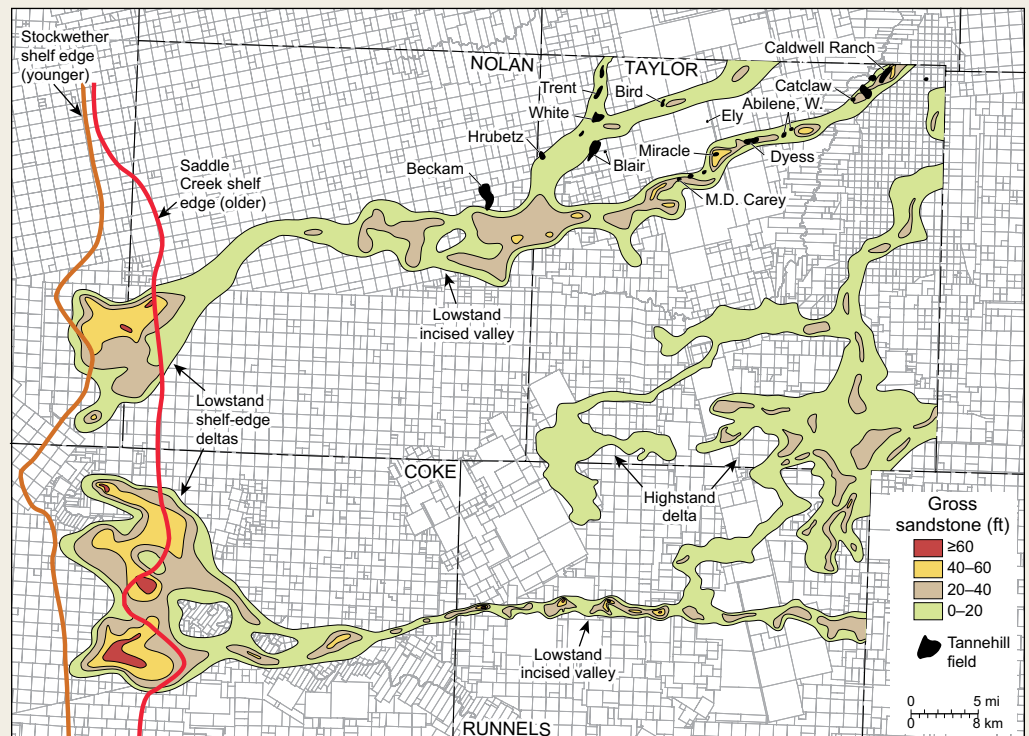 Stockwether
shelf edge
(younger)
NOLAN
TAYLOR
Caldwell Ranch
Trent
Bird
Catclaw
Abilene, W.
White
Ely
Hrubetz
Miracle
Dyess
Blair
Beckam
Saddle
Creek shelf
edge (older)
M.D. Carey
Lowstand
incised valley
Lowstand
shelf-edge
deltas
COKE
Highstand
delta
Gross
sandstone (ft)
≥60
40–60
20–40
0–20
Tannehill
field
Lowstand
incised valley
0 5 mi
0 8 km
RUNNELS